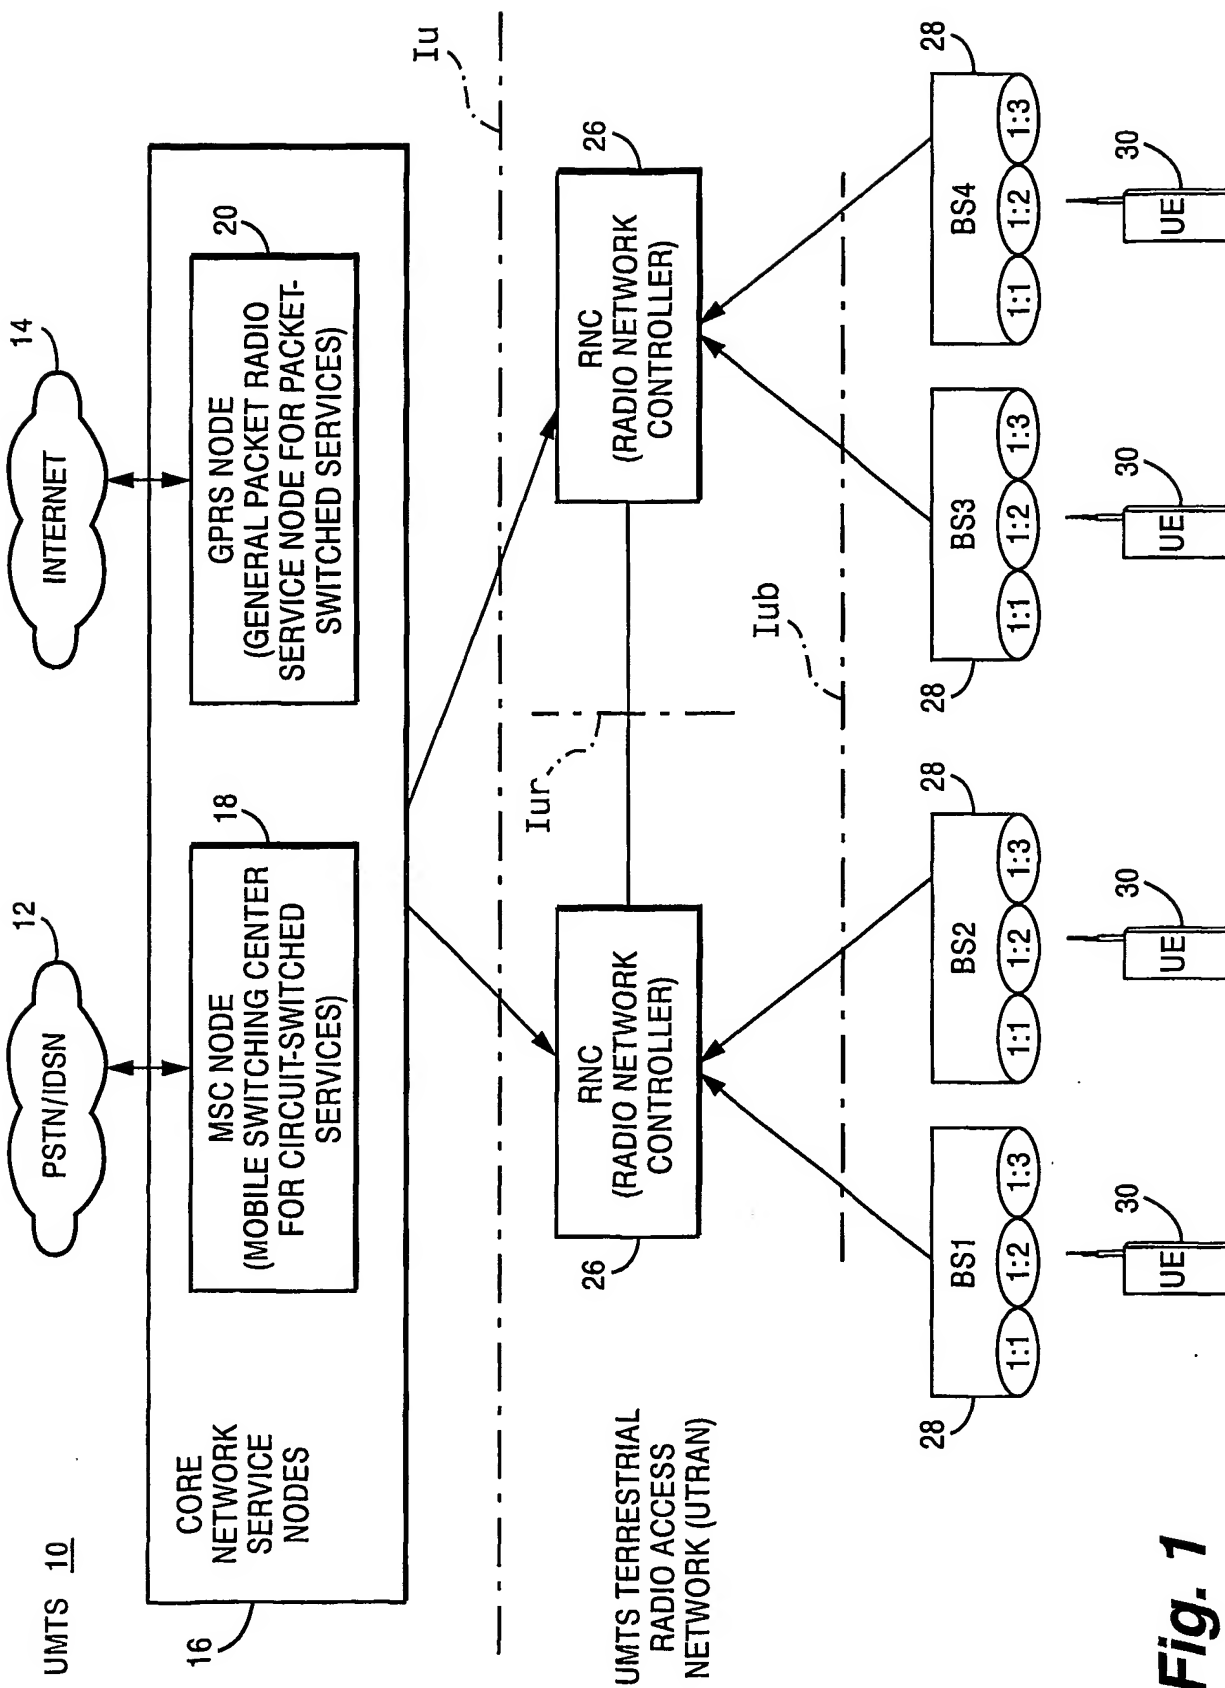 UMTS 10
PSTN/IDSN
12
INTERNET
14
CORE
NETWORK
SERVICE
NODES
16
MSC NODE
(MOBILE SWITCHING CENTER
FOR CIRCUIT-SWITCHED
SERVICES)
18
GPRS NODE
(GENERAL PACKET RADIO
SERVICE NODE FOR PACKET-
SWITCHED SERVICES)
20
Iu
UMTS TERRESTRIAL
RADIO ACCESS
NETWORK (UTRAN)
RNC
(RADIO NETWORK
CONTROLLER)
26
Iur
RNC
(RADIO NETWORK
CONTROLLER)
26
Iub
28
BS1
1:1 1:2 1:3
BS2
1:1 1:2 1:3
28
28
BS3
1:1 1:2 1:3
BS4
1:1 1:2 1:3
28
UE
30
UE
30
UE
30
UE
30
Fig. 1